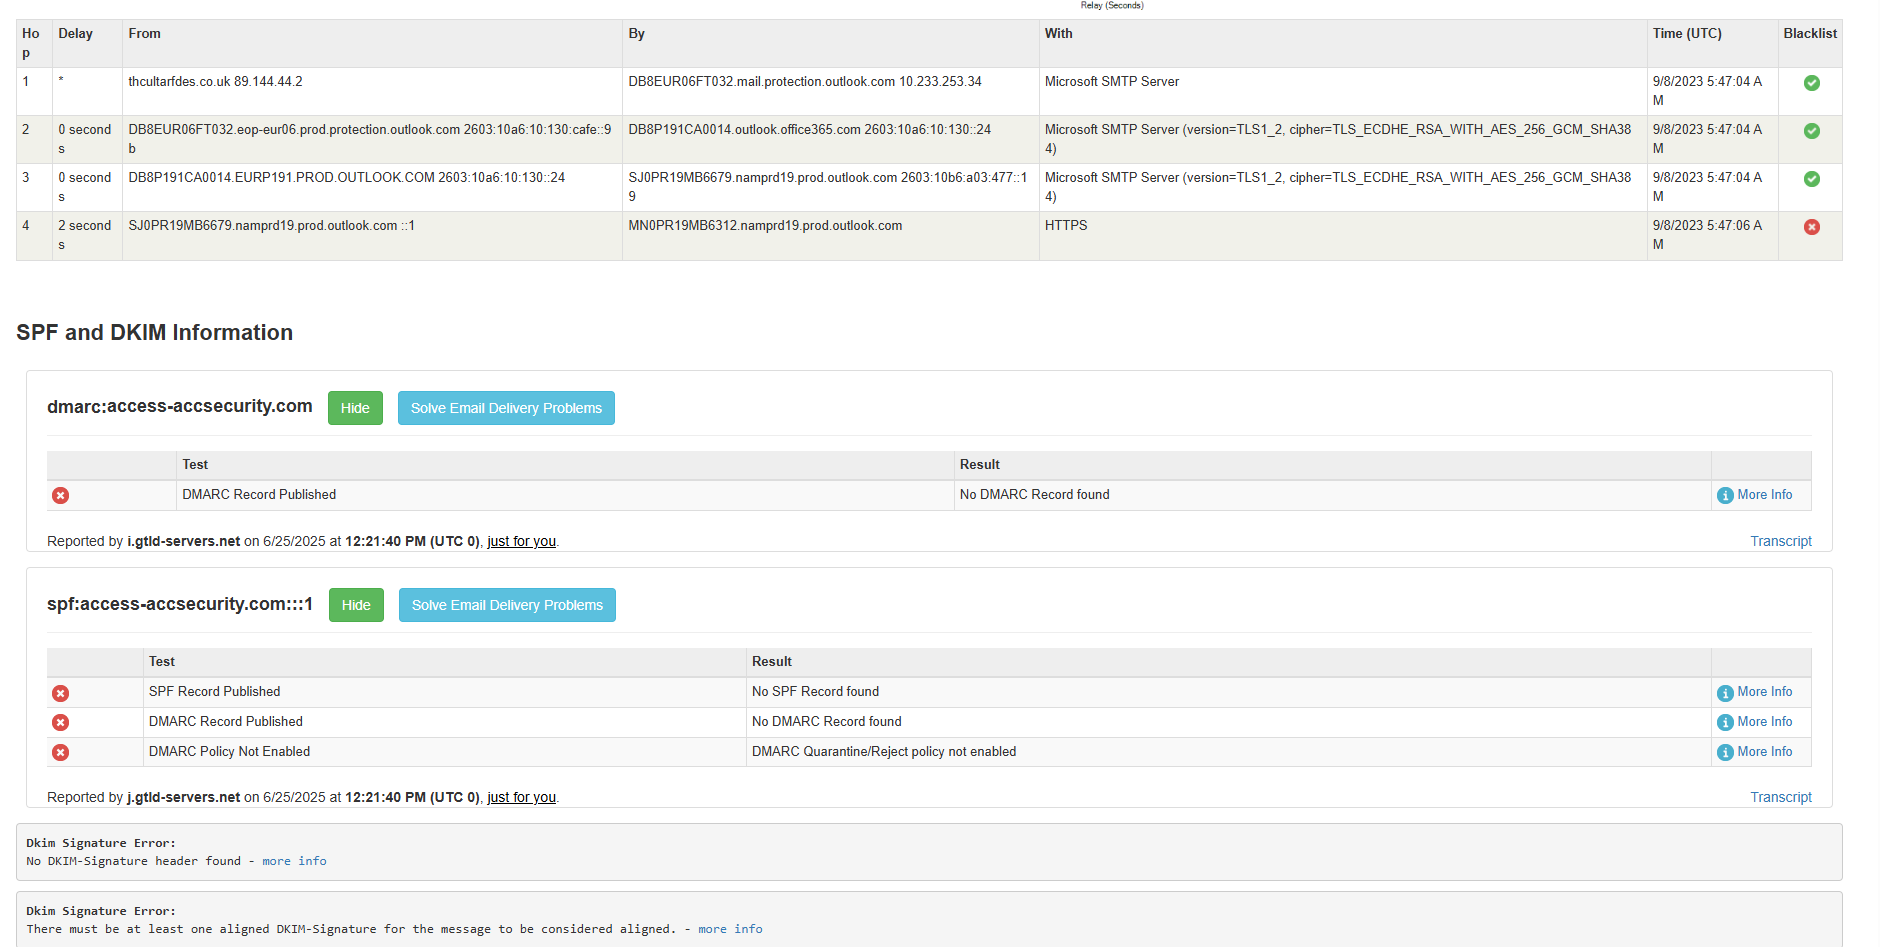 Relay (Seconds)
Ho
p
Delay
From
By
With
Time (UTC)
Blacklist
1
*
thcultarfdes.co.uk 89.144.44.2
DB8EUR06FT032.mail.protection.outlook.com 10.233.253.34
Microsoft SMTP Server
9/8/2023 5:47:04 A
M
2
0 second
s
DB8EUR06FT032.eop-eur06.prod.protection.outlook.com 2603:10a6:10:130:cafe::9
b
DB8P191CA0014.outlook.office365.com 2603:10a6:10:130::24
Microsoft SMTP Server (version=TLS1_2, cipher=TLS_ECDHE_RSA_WITH_AES_256_GCM_SHA38
4)
9/8/2023 5:47:04 A
M
3
0 second
s
DB8P191CA0014.EURP191.PROD.OUTLOOK.COM 2603:10a6:10:130::24
SJ0PR19MB6679.namprd19.prod.outlook.com 2603:10b6:a03:477::1
9
Microsoft SMTP Server (version=TLS1_2, cipher=TLS_ECDHE_RSA_WITH_AES_256_GCM_SHA38
4)
9/8/2023 5:47:04 A
M
4
2 second
s
SJ0PR19MB6679.namprd19.prod.outlook.com ::1
MN0PR19MB6312.namprd19.prod.outlook.com
HTTPS
9/8/2023 5:47:06 A
M
SPF and DKIM Information
dmarc:access-accsecurity.com
Hide
Solve Email Delivery Problems
Test
Result
DMARC Record Published
No DMARC Record found
More Info
Reported by i.gtld-servers.net on 6/25/2025 at 12:21:40 PM (UTC 0), just for you.
Transcript
spf:access-accsecurity.com:::1
Hide
Solve Email Delivery Problems
Test
Result
SPF Record Published
No SPF Record found
More Info
DMARC Record Published
No DMARC Record found
More Info
DMARC Policy Not Enabled
DMARC Quarantine/Reject policy not enabled
More Info
Reported by j.gtld-servers.net on 6/25/2025 at 12:21:40 PM (UTC 0), just for you.
Transcript
Dkim Signature Error:
No DKIM-Signature header found - more info
Dkim Signature Error:
There must be at least one aligned DKIM-Signature for the message to be considered aligned. - more info